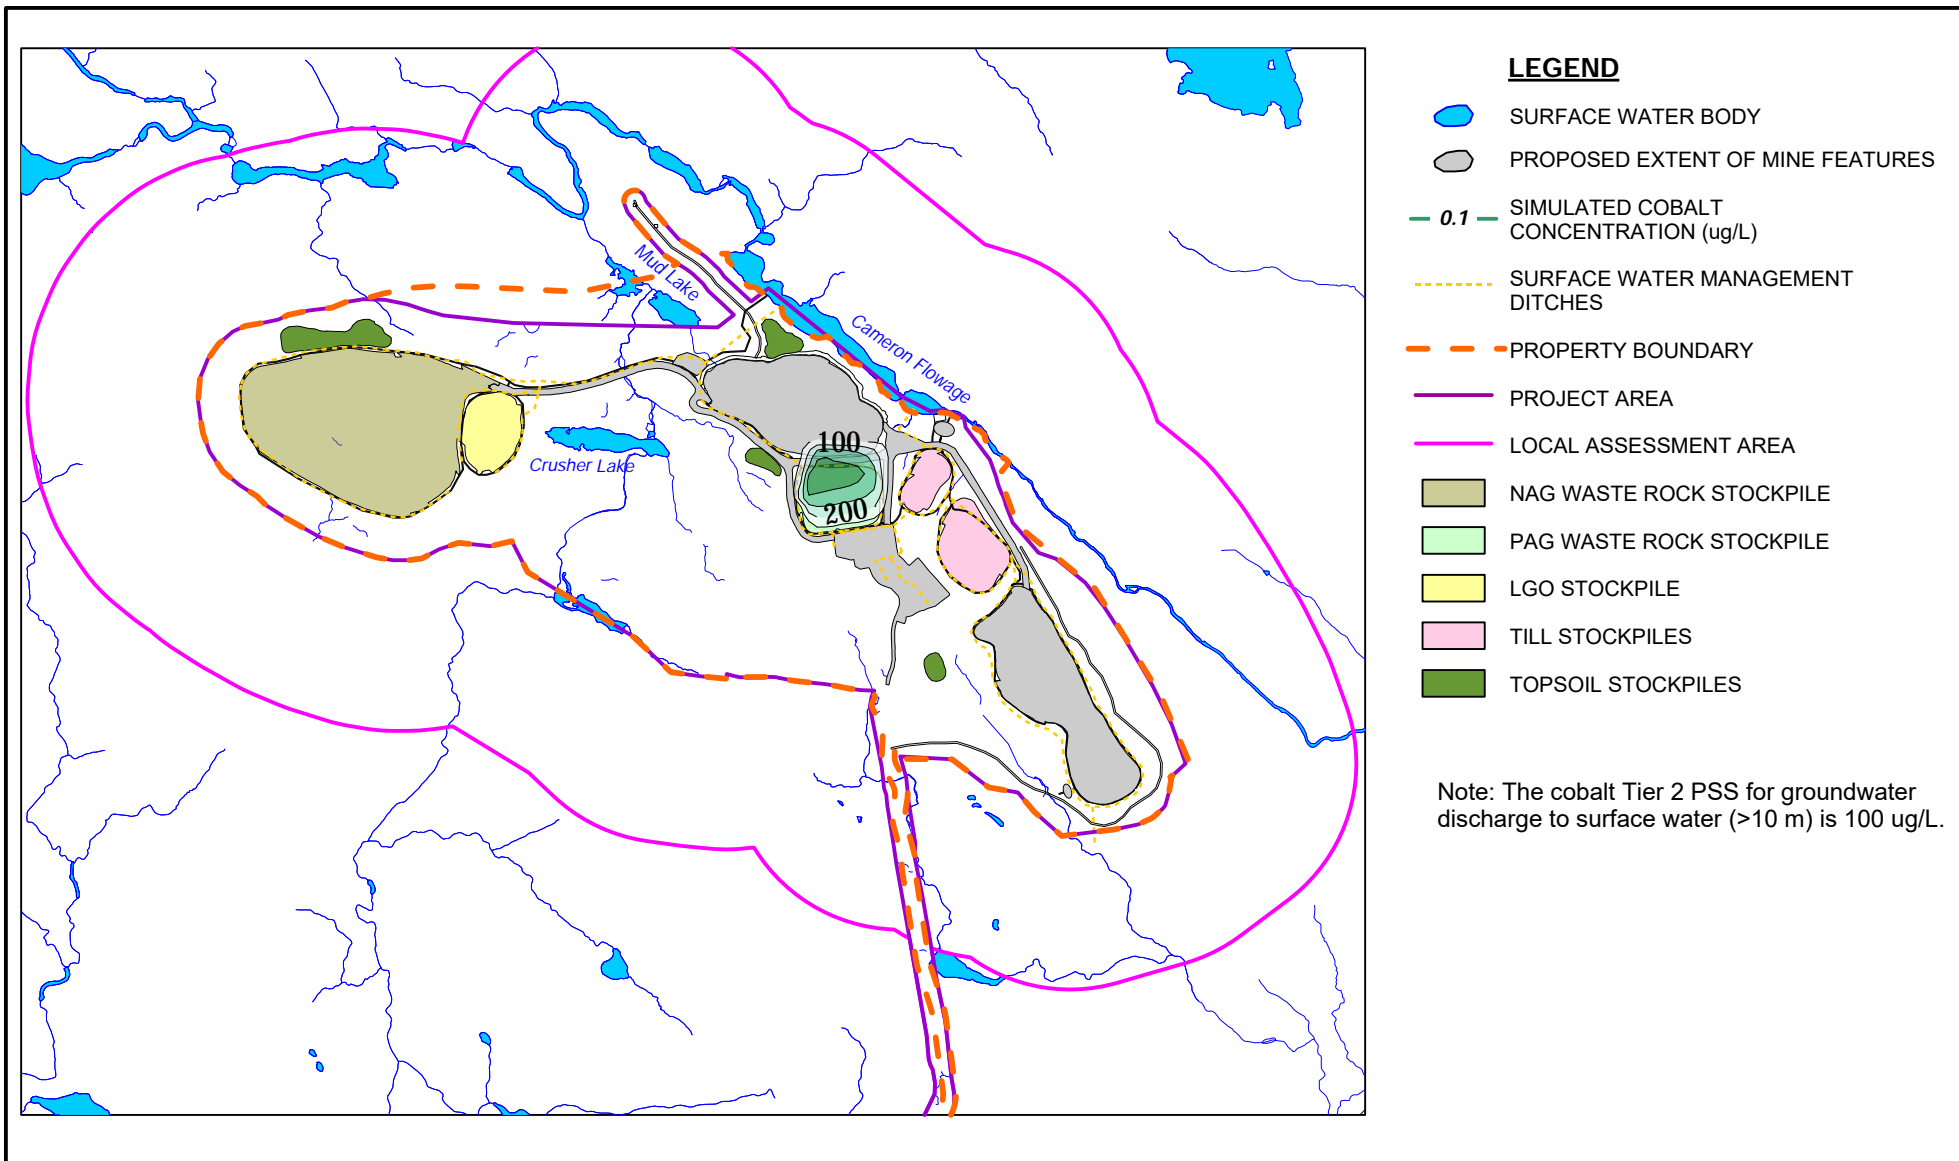 LEGEND
SURFACE WATER BODY
PROPOSED EXTENT OF MINE FEATURES
0.1
SIMULATED COBALT
CONCENTRATION (ug/L)
SURFACE WATER MANAGEMENT
DITCHES
PROPERTY BOUNDARY
PROJECT AREA
LOCAL ASSESSMENT AREA
NAG WASTE ROCK STOCKPILE
PAG WASTE ROCK STOCKPILE
LGO STOCKPILE
TILL STOCKPILES
TOPSOIL STOCKPILES
Note: The cobalt Tier 2 PSS for groundwater
discharge to surface water (>10 m) is 100 ug/L.
Mud Lake
Cameron Flowage
Crusher Lake
100
200